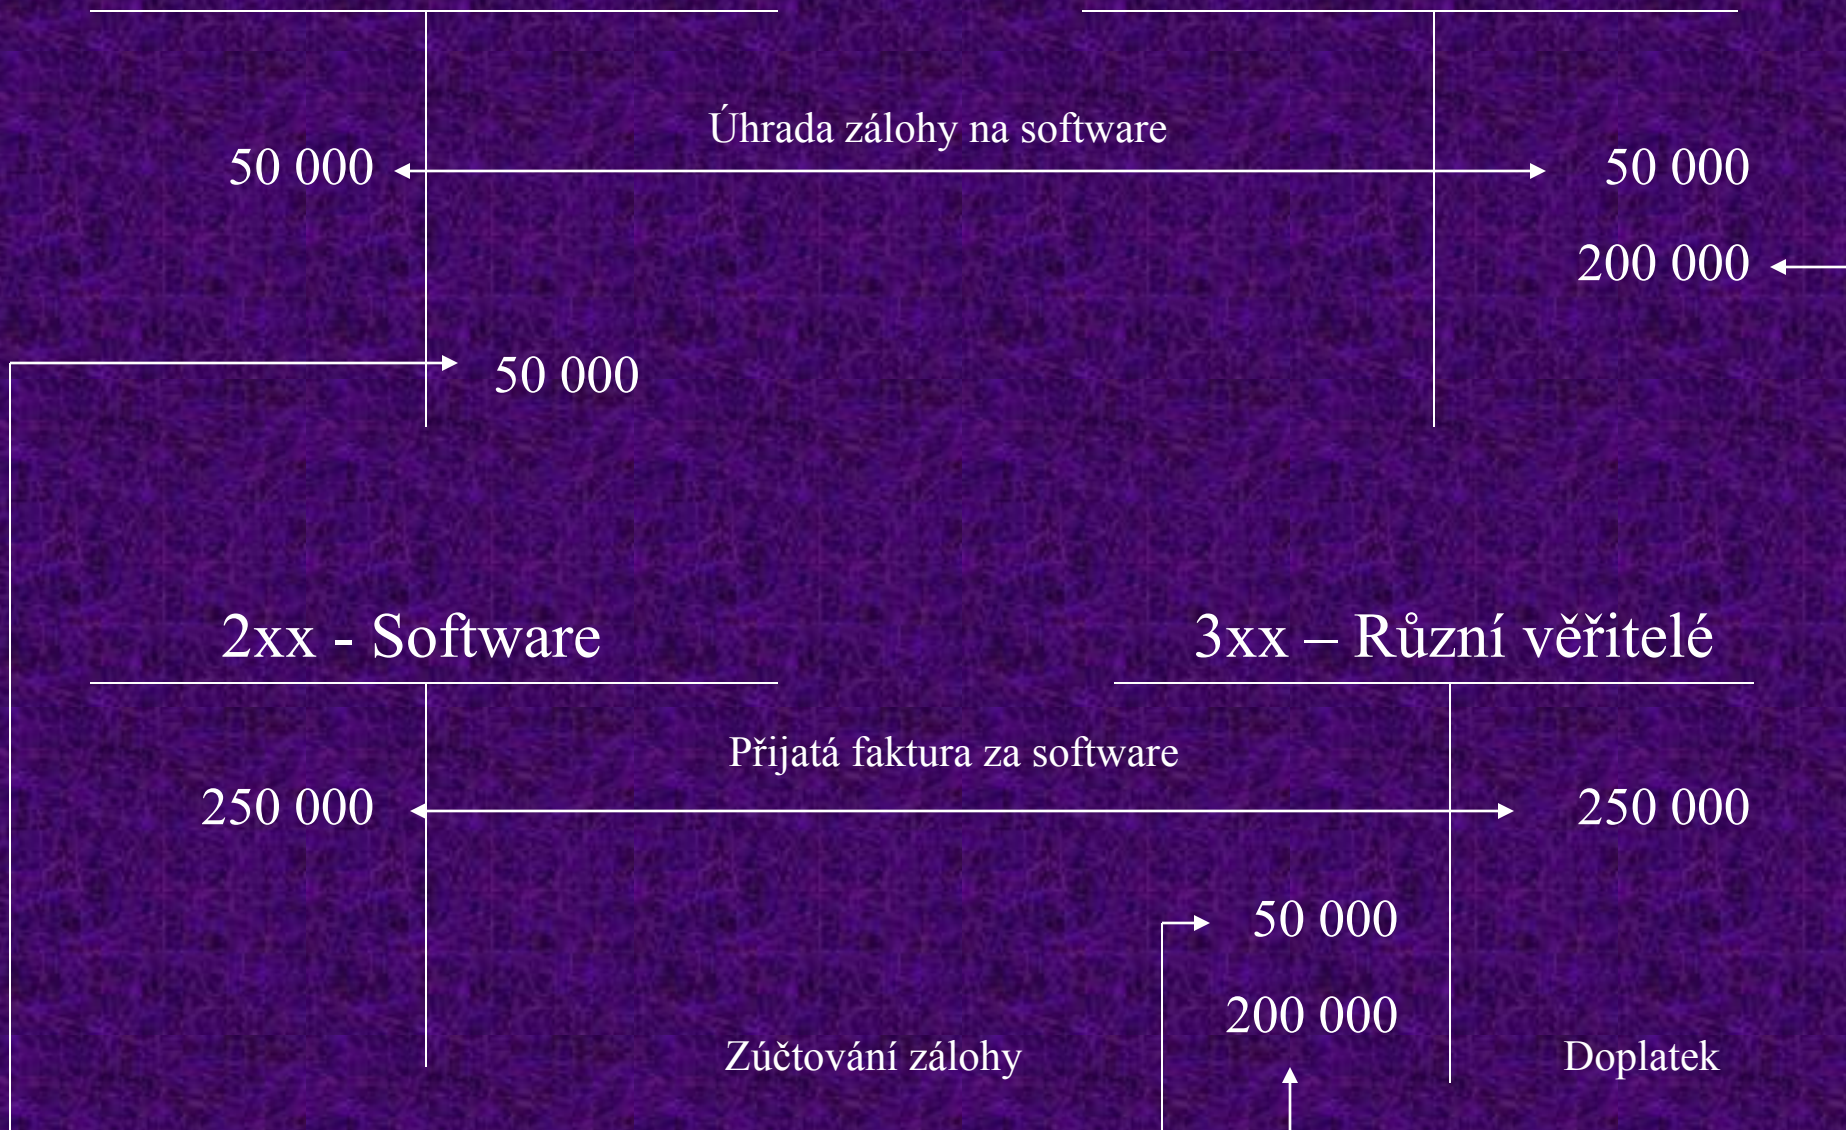 Úhrada zálohy na software
50 000
50 000
200 000
50 000
2xx - Software
3xx – Různí věřitelé
Přijatá faktura za software
250 000
250 000
50 000
200 000
Zúčtování zálohy
Doplatek